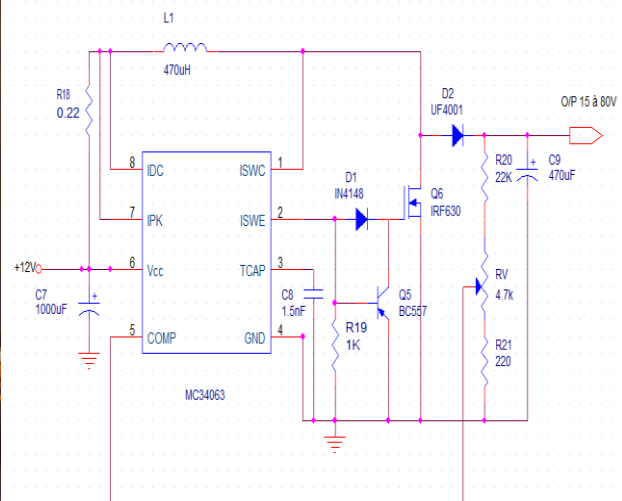 L1
470uH
R18
0.22
D2
UF4001
O/P 15 à 80V
8 IDC ISWC 1
7 IPK ISWE 2
+12V 6 Vcc TCAP 3
5 COMP GND 4
MC34063
C7
1000uF
D1
IN4148
Q6
IRF630
R20
22K
C9
470uF
+
+
C8
1.5nF
Q5
BC557
RV
4.7k
R19
1K
R21
220